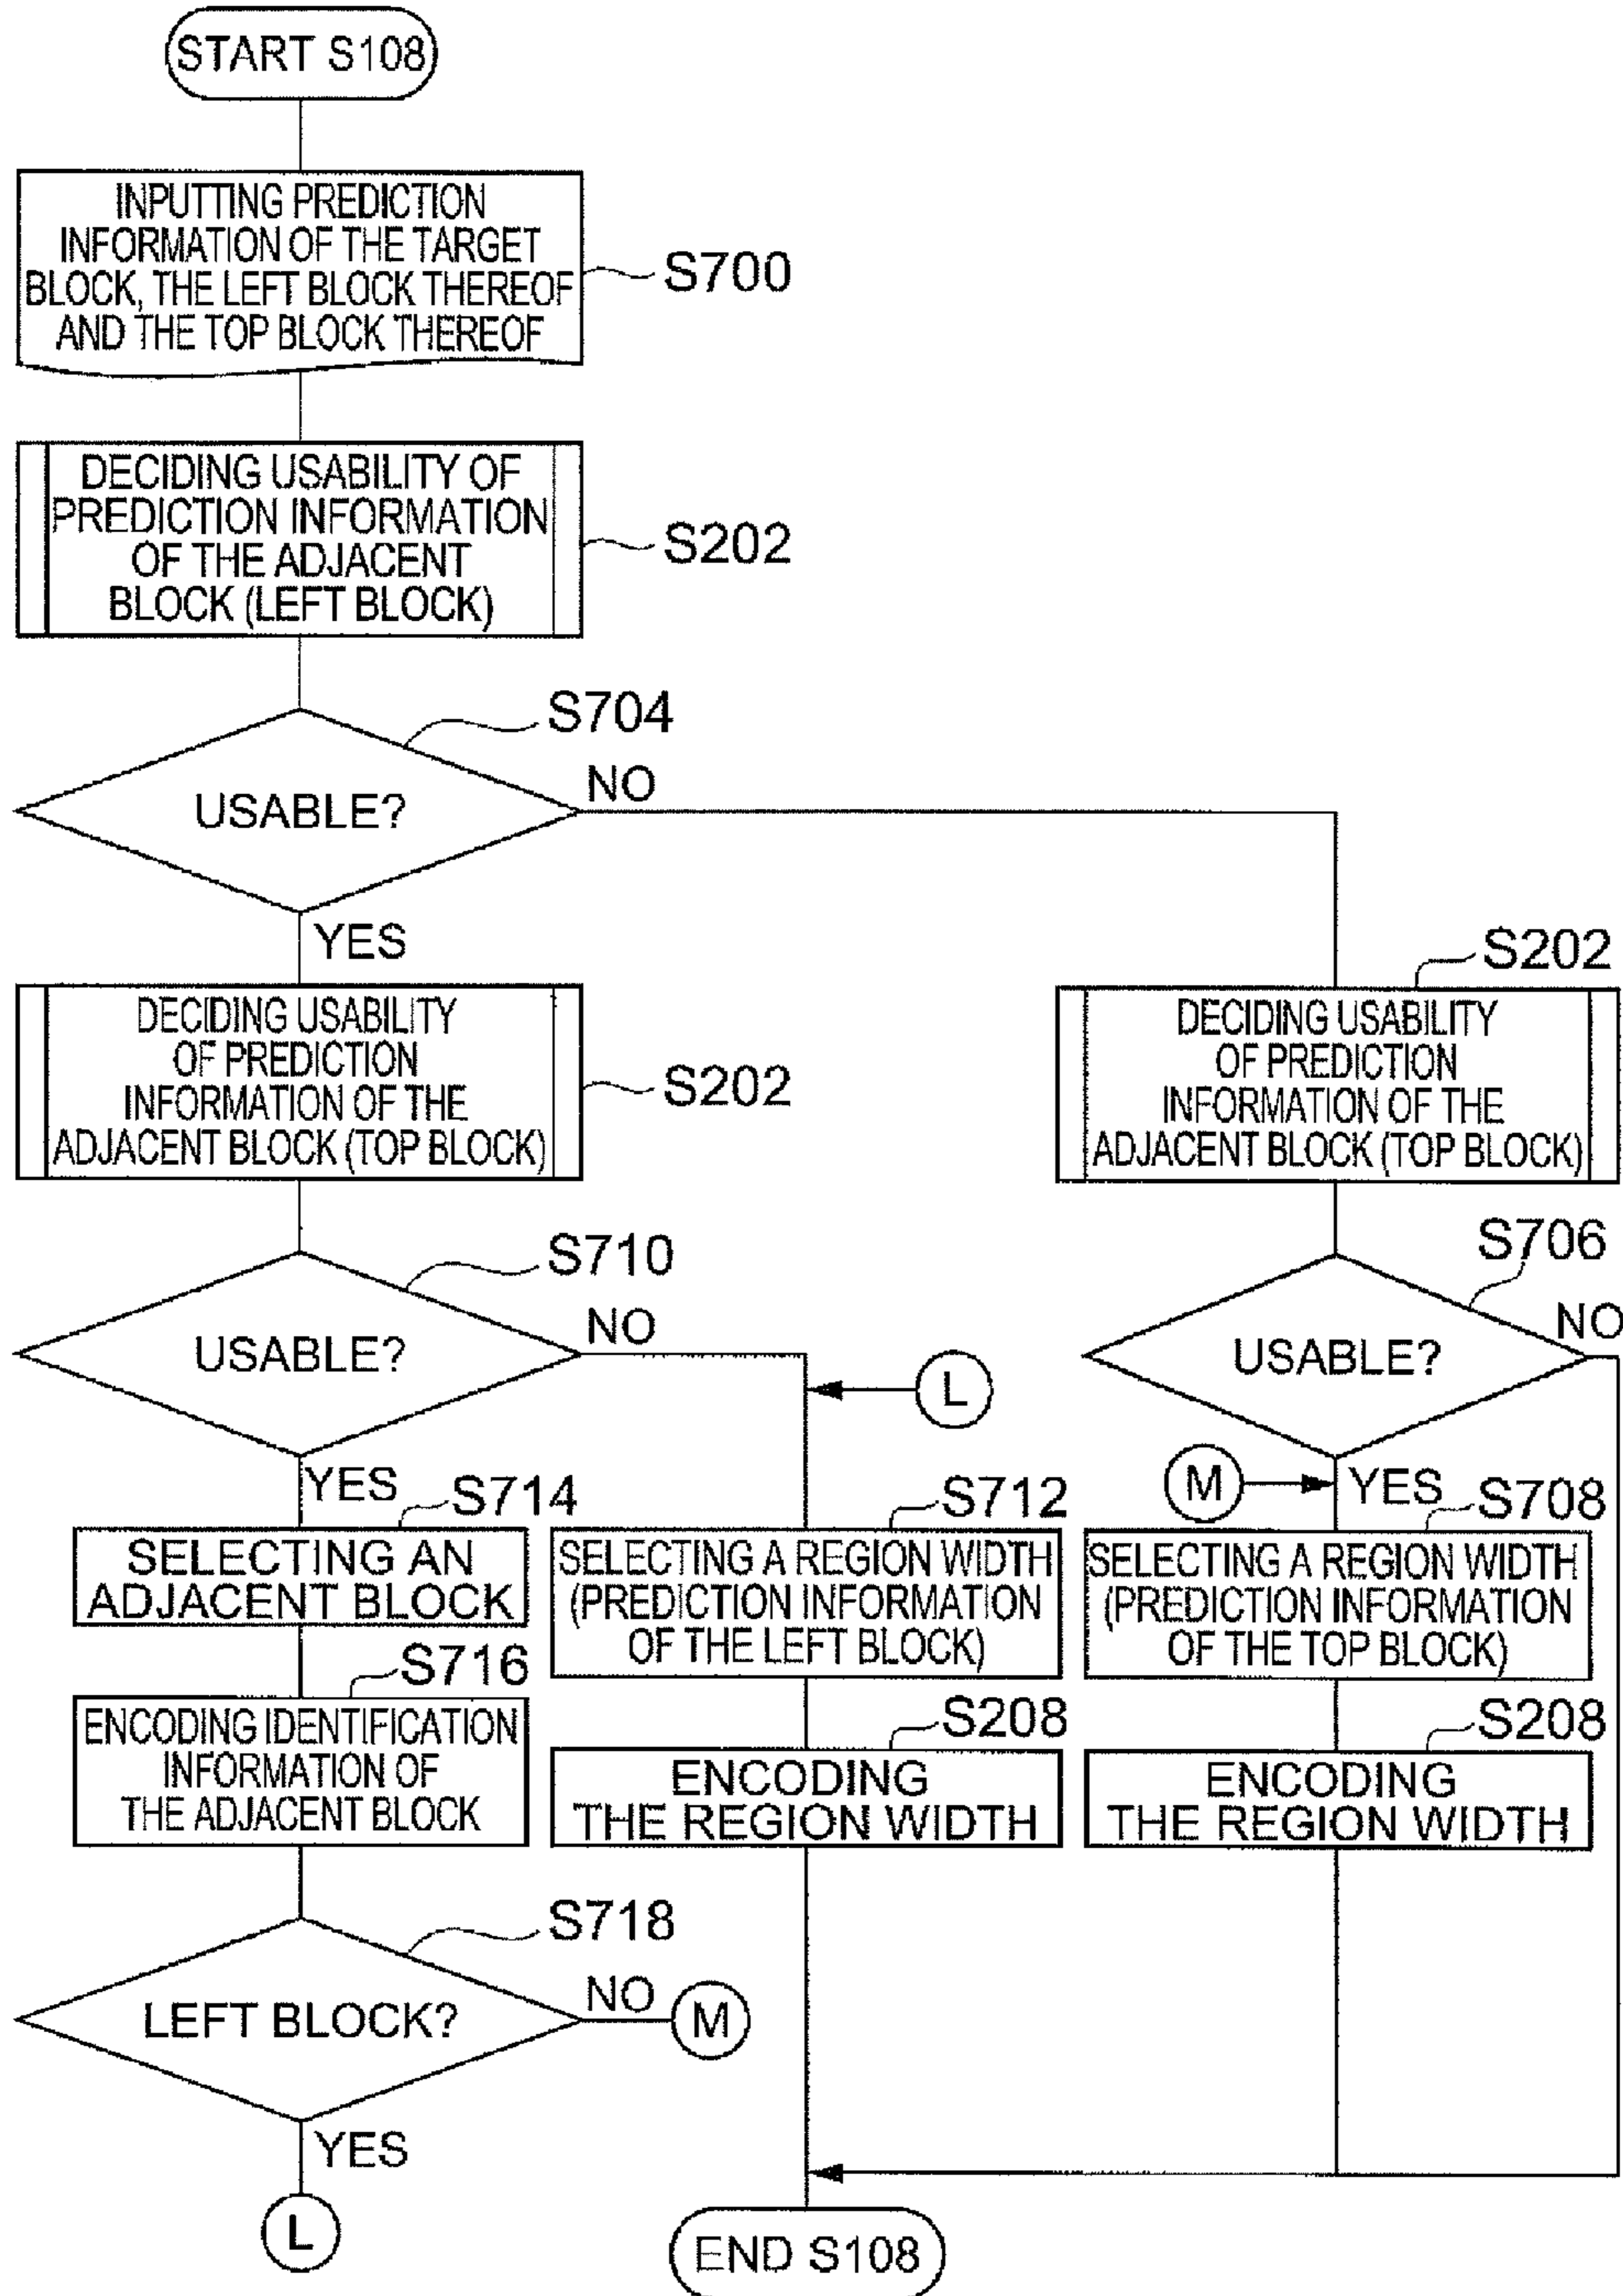 START S108
INPUTTING PREDICTION
INFORMATION OF THE TARGET
BLOCK, THE LEFT BLOCK THEREOF
AND THE TOP BLOCK THEREOF
S700
DECIDING USABILITY OF
PREDICTION INFORMATION
OF THE ADJACENT
BLOCK (LEFT BLOCK)
S202
S704
USABLE?
NO
YES
DECIDING USABILITY
OF PREDICTION
INFORMATION OF THE
ADJACENT BLOCK (TOP BLOCK)
S202
S202
DECIDING USABILITY
OF PREDICTION
INFORMATION OF THE
ADJACENT BLOCK (TOP BLOCK)
S710
USABLE?
NO
L
S706
USABLE?
NO
YES
M
YES
S714
SELECTING AN
ADJACENT BLOCK
S712
SELECTING A REGION WIDTH
(PREDICTION INFORMATION
OF THE LEFT BLOCK)
S708
SELECTING A REGION WIDTH
(PREDICTION INFORMATION
OF THE TOP BLOCK)
S716
ENCODING IDENTIFICATION
INFORMATION OF
THE ADJACENT BLOCK
S208
ENCODING
THE REGION WIDTH
S208
ENCODING
THE REGION WIDTH
S718
LEFT BLOCK?
NO
M
YES
L
END S108